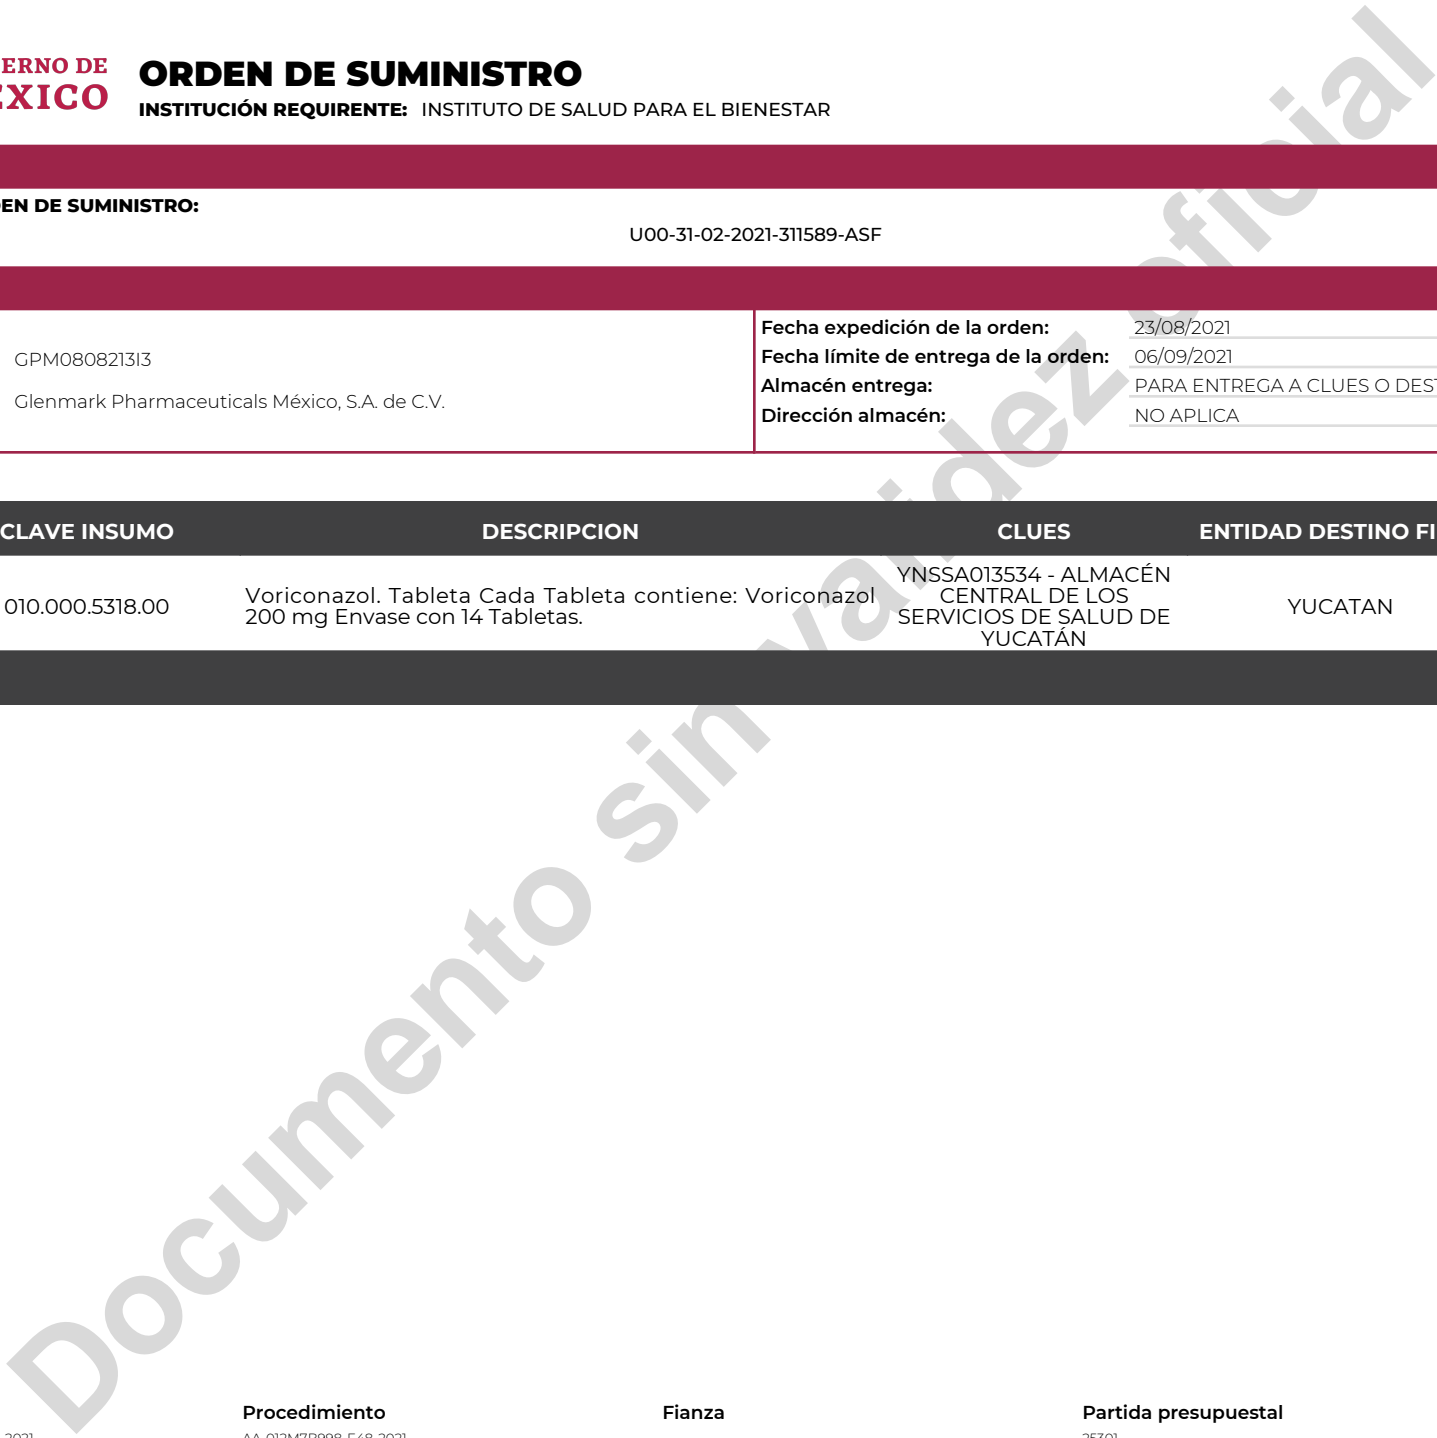 ERNO DE
ÉXICO
ORDEN DE SUMINISTRO
INSTITUCIÓN REQUIRENTE: INSTITUTO DE SALUD PARA EL BIENESTAR
EN DE SUMINISTRO:
U00-31-02-2021-311589-ASF
GPM0808213I3
Glenmark Pharmaceuticals México, S.A. de C.V.
Fecha expedición de la orden: 23/08/2021
Fecha límite de entrega de la orden: 06/09/2021
Almacén entrega: PARA ENTREGA A CLUES O DEST
Dirección almacén: NO APLICA
CLAVE INSUMO DESCRIPCION CLUES ENTIDAD DESTINO FI
010.000.5318.00
Voriconazol. Tableta Cada Tableta contiene: Voriconazol
200 mg Envase con 14 Tabletas.
YNSSA013534 - ALMACÉN
CENTRAL DE LOS
SERVICIOS DE SALUD DE
YUCATÁN
YUCATAN
Documento sin validez oficial
Procedimiento Fianza Partida presupuestal